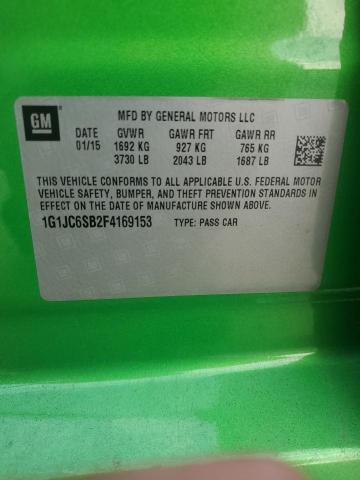 GM
MFD BY GENERAL MOTORS LLC
DATE GVWR GAWR FRT GAWR RR
01/15 1692 KG 927 KG 765 KG
3730 LB 2043 LB 1687 LB
THIS VEHICLE CONFORMS TO ALL APPLICABLE U.S. FEDERAL MOTOR
VEHICLE SAFETY, BUMPER, AND THEFT PREVENTION STANDARDS IN
EFFECT ON THE DATE OF MANUFACTURE SHOWN ABOVE.
1G1JC6SB2F4169153 TYPE: PASS CAR